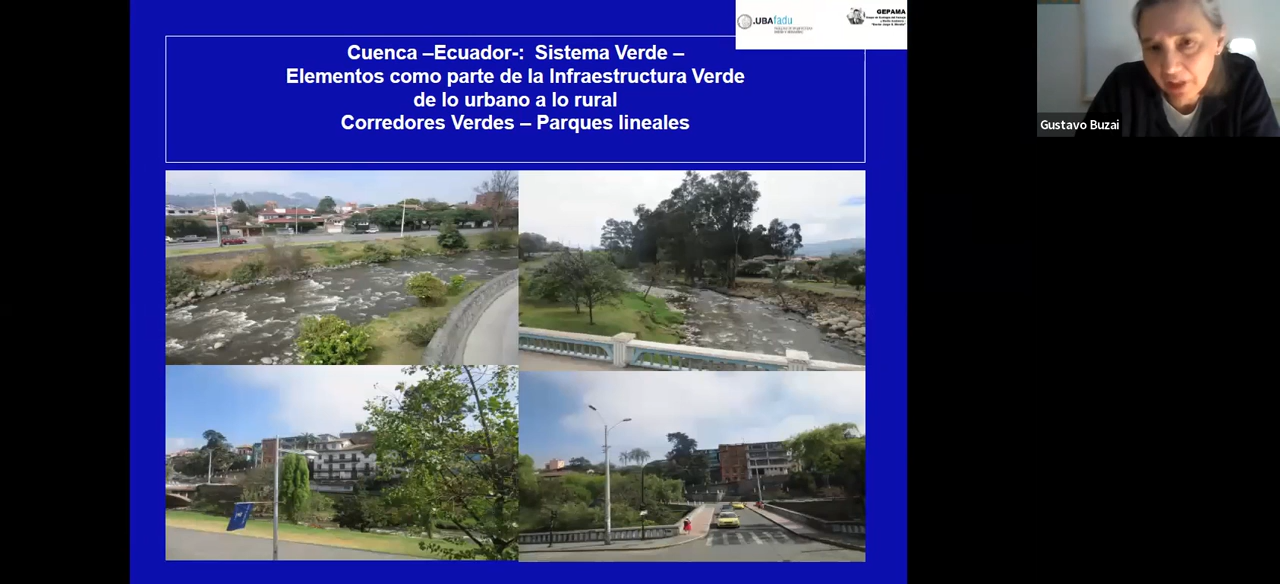 .UBAfadu
GEPAMA
Cuenca –Ecuador-:  Sistema Verde –
Elementos como parte de la Infraestructura Verde
de lo urbano a lo rural
Corredores Verdes – Parques lineales
Gustavo Buzai